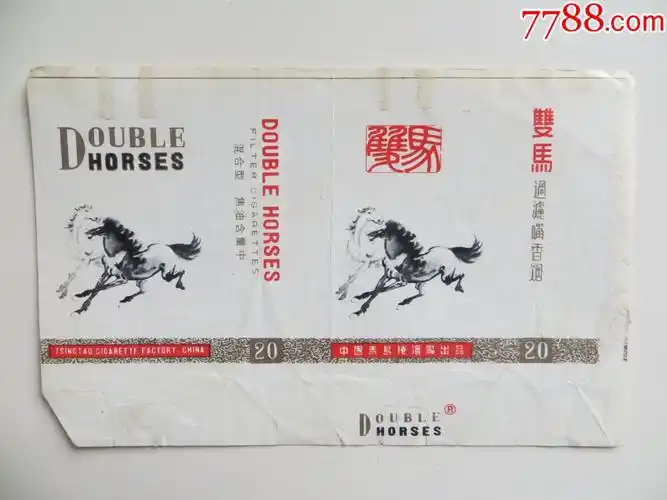 7788.com
DOUBLE
HORSES
DOUBLE HORSES
FILTER CIGARETTES
混合型 焦油含量中
雙馬
雙馬
過濾嘴香烟
TSINGTAO CIGARETTE FACTORY, CHINA
20
中國青島捲烟厰出品
20
DOUBLE
HORSES
®